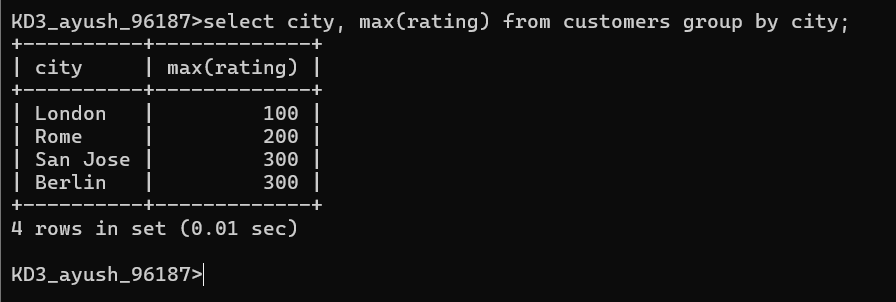 KD3_ayush_96187>select city, max(rating) from customers group by city;
+----------+-------------+
| city     | max(rating) |
+----------+-------------+
| London   |         100 |
| Rome     |         200 |
| San Jose |         300 |
| Berlin   |         300 |
+----------+-------------+
4 rows in set (0.01 sec)

KD3_ayush_96187>